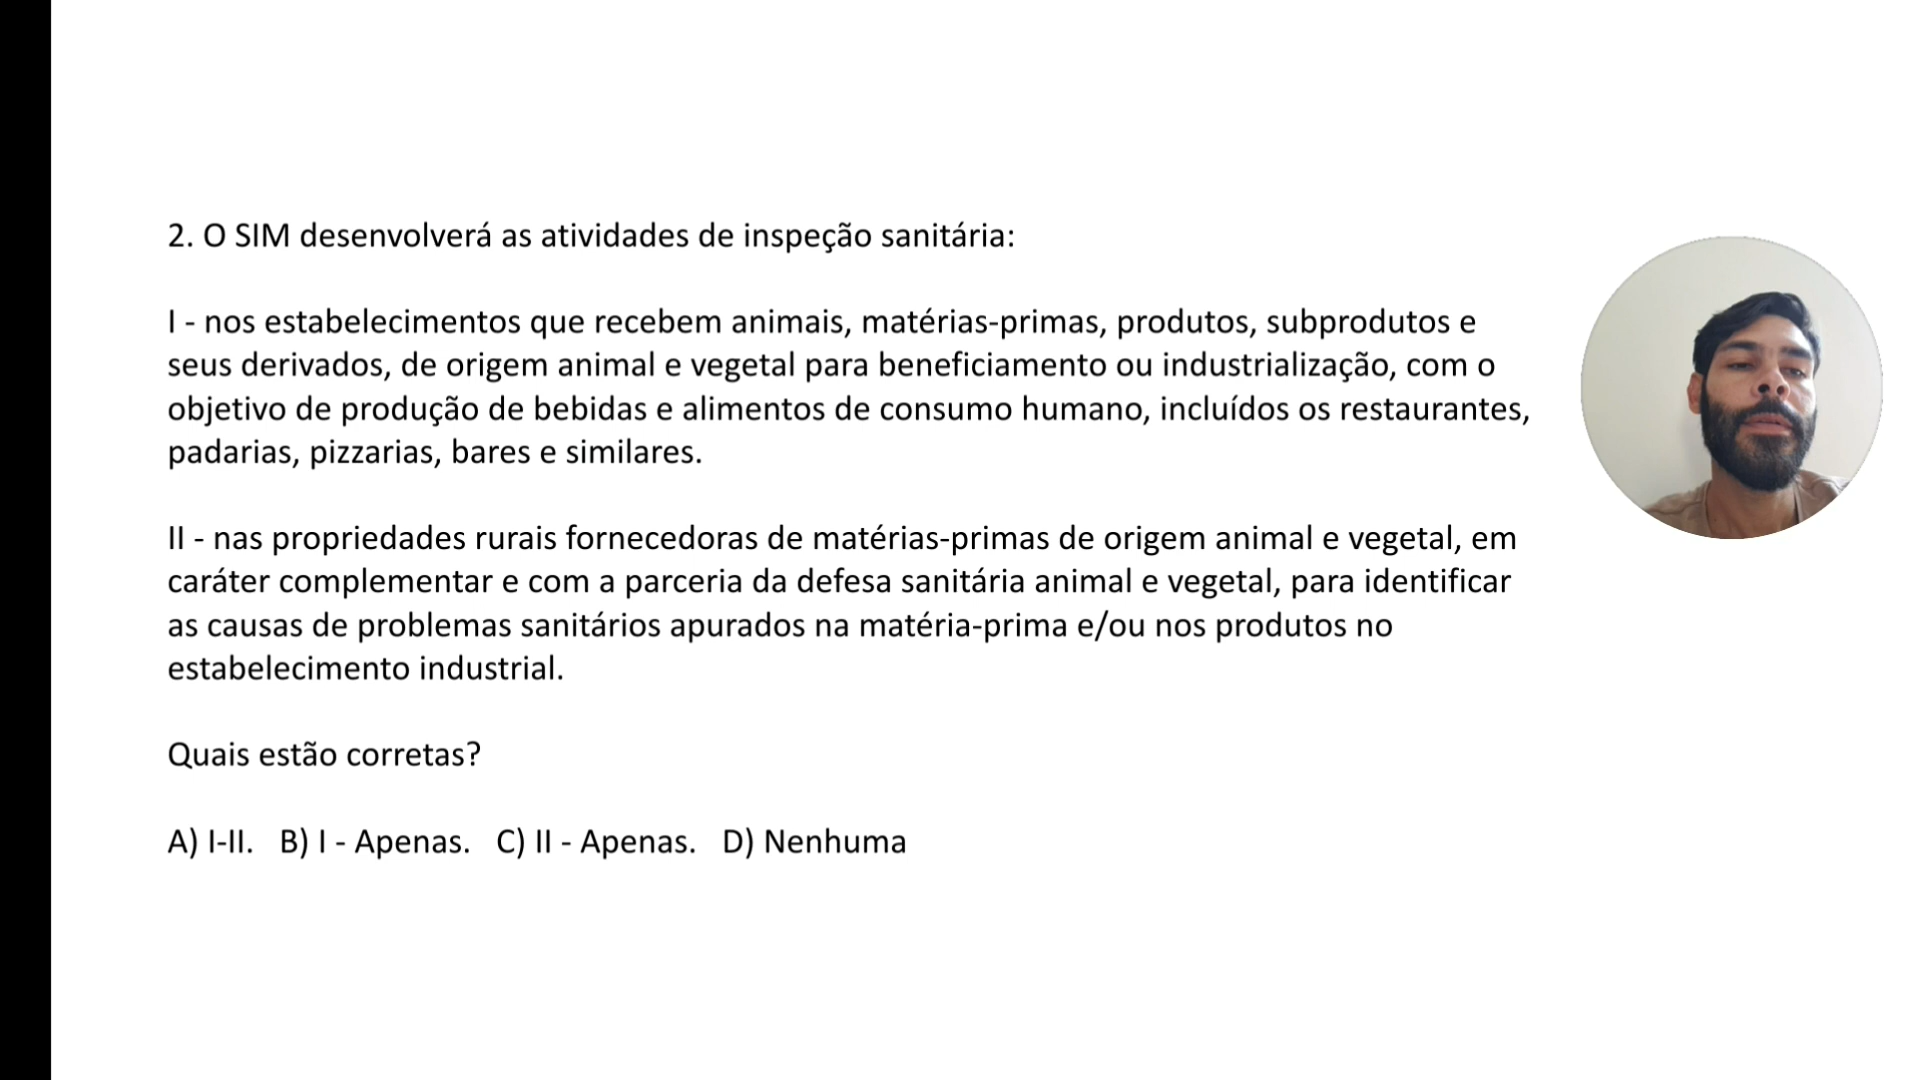 2. O SIM desenvolverá as atividades de inspeção sanitária:
I - nos estabelecimentos que recebem animais, matérias-primas, produtos, subprodutos e
seus derivados, de origem animal e vegetal para beneficiamento ou industrialização, com o
objetivo de produção de bebidas e alimentos de consumo humano, incluídos os restaurantes,
padarias, pizzarias, bares e similares.
II - nas propriedades rurais fornecedoras de matérias-primas de origem animal e vegetal, em
caráter complementar e com a parceria da defesa sanitária animal e vegetal, para identificar
as causas de problemas sanitários apurados na matéria-prima e/ou nos produtos no
estabelecimento industrial.
Quais estão corretas?
A) I-II. B) I - Apenas. C) II - Apenas. D) Nenhuma